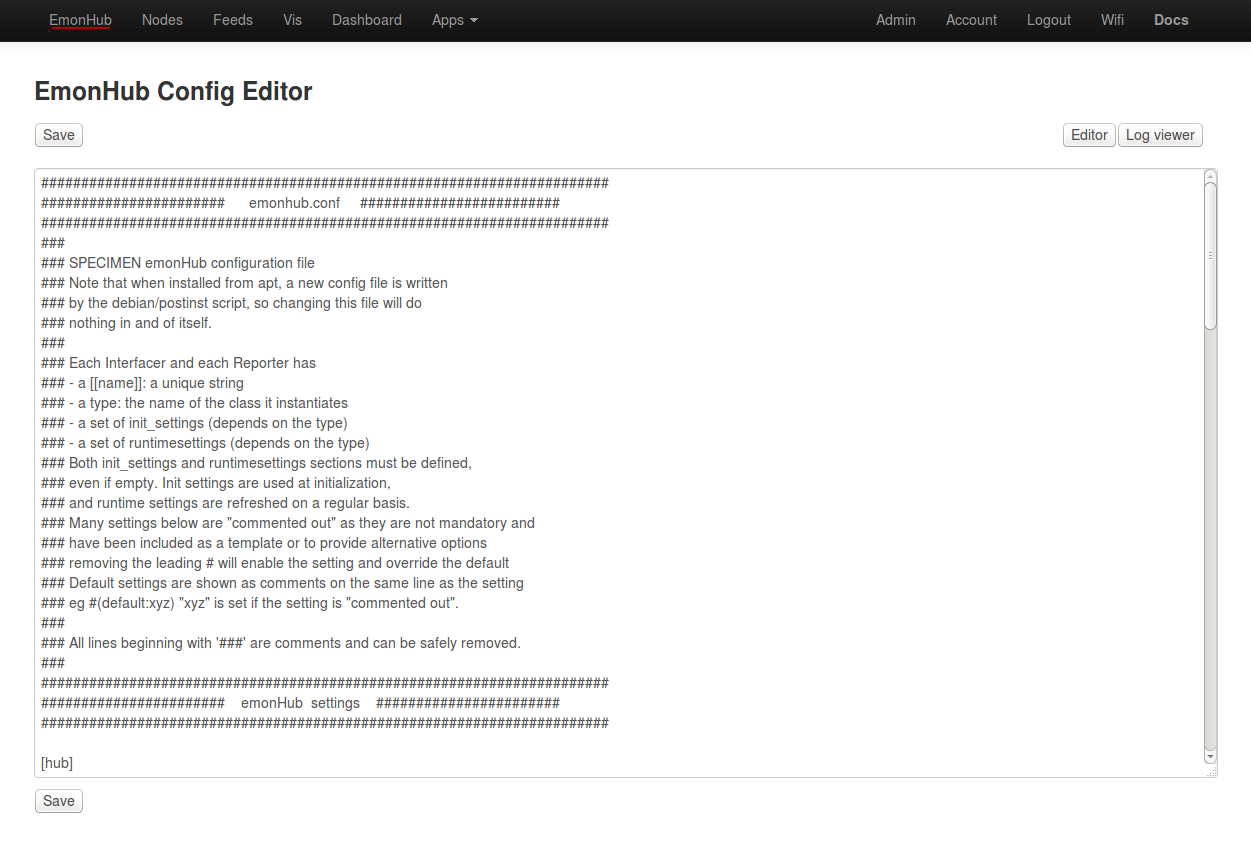 EmonHub Nodes Feeds Vis Dashboard Apps Admin Account Logout Wifi Docs
EmonHub Config Editor
Save Editor Log viewer
#######################################################################
####################### emonhub.conf #########################
#######################################################################
###
### SPECIMEN emonHub configuration file
### Note that when installed from apt, a new config file is written
### by the debian/postinst script, so changing this file will do
### nothing in and of itself.
###
### Each Interfacer and each Reporter has
### - a [[name]]: a unique string
### - a type: the name of the class it instantiates
### - a set of init_settings (depends on the type)
### - a set of runtimesettings (depends on the type)
### Both init_settings and runtimesettings sections must be defined,
### even if empty. Init settings are used at initialization,
### and runtime settings are refreshed on a regular basis.
### Many settings below are "commented out" as they are not mandatory and
### have been included as a template or to provide alternative options
### removing the leading # will enable the setting and override the default
### Default settings are shown as comments on the same line as the setting
### eg #(default:xyz) "xyz" is set if the setting is "commented out".
###
### All lines beginning with '###' are comments and can be safely removed.
###
#######################################################################
####################### emonHub settings #######################
#######################################################################
[hub]
Save